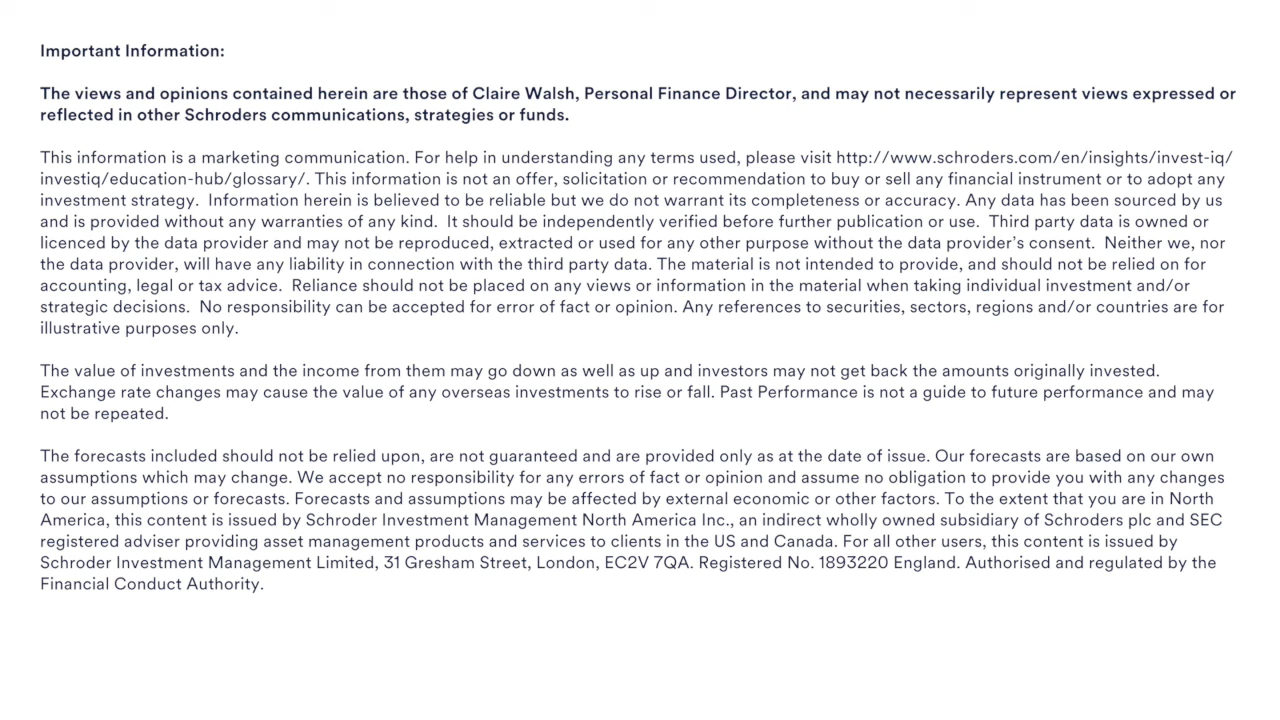 Important Information:
The views and opinions contained herein are those of Claire Walsh, Personal Finance Director, and may not necessarily represent views expressed or
reflected in other Schroders communications, strategies or funds.
This information is a marketing communication. For help in understanding any terms used, please visit http://www.schroders.com/en/insights/invest-iq/
investiq/education-hub/glossary/. This information is not an offer, solicitation or recommendation to buy or sell any financial instrument or to adopt any
investment strategy.  Information herein is believed to be reliable but we do not warrant its completeness or accuracy. Any data has been sourced by us
and is provided without any warranties of any kind.  It should be independently verified before further publication or use.  Third party data is owned or
licenced by the data provider and may not be reproduced, extracted or used for any other purpose without the data provider’s consent.  Neither we, nor
the data provider, will have any liability in connection with the third party data. The material is not intended to provide, and should not be relied on for
accounting, legal or tax advice.  Reliance should not be placed on any views or information in the material when taking individual investment and/or
strategic decisions.  No responsibility can be accepted for error of fact or opinion. Any references to securities, sectors, regions and/or countries are for
illustrative purposes only.
The value of investments and the income from them may go down as well as up and investors may not get back the amounts originally invested.
Exchange rate changes may cause the value of any overseas investments to rise or fall. Past Performance is not a guide to future performance and may
not be repeated.
The forecasts included should not be relied upon, are not guaranteed and are provided only as at the date of issue. Our forecasts are based on our own
assumptions which may change. We accept no responsibility for any errors of fact or opinion and assume no obligation to provide you with any changes
to our assumptions or forecasts. Forecasts and assumptions may be affected by external economic or other factors. To the extent that you are in North
America, this content is issued by Schroder Investment Management North America Inc., an indirect wholly owned subsidiary of Schroders plc and SEC
registered adviser providing asset management products and services to clients in the US and Canada. For all other users, this content is issued by
Schroder Investment Management Limited, 31 Gresham Street, London, EC2V 7QA. Registered No. 1893220 England. Authorised and regulated by the
Financial Conduct Authority.